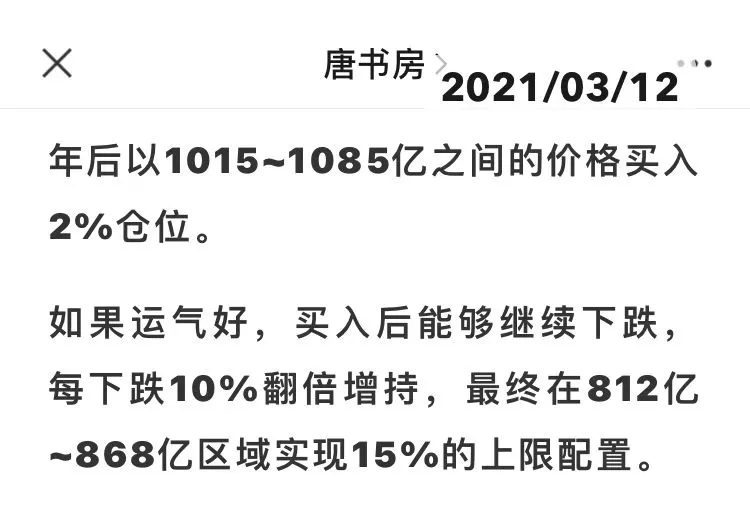 唐书房
2021/03/12
年后以1015~1085亿之间的价格买入
2%仓位。
如果运气好，买入后能够继续下跌，
每下跌10%翻倍增持，最终在812亿
~868亿区域实现15%的上限配置。